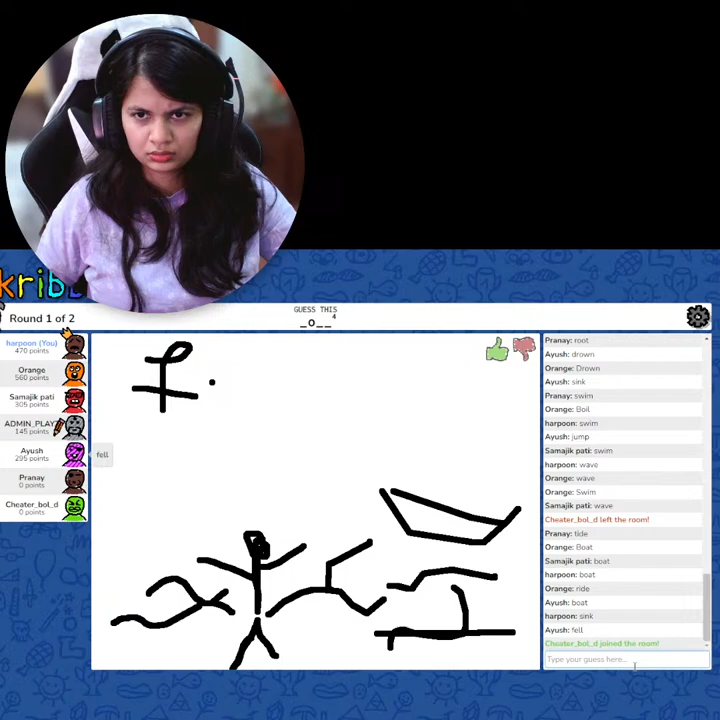 krib
GUESS THIS
Round 1 of 2
_o__ 4
harpoon (You)
470 points
Orange
560 points
Samajik pati
305 points
ADMIN_PLAY
145 points
Ayush
295 points
Pranay
0 points
Cheater_bol_d
0 points
fell
Pranay: root
Ayush: drown
Orange: Drown
Ayush: sink
Pranay: swim
Orange: Boil
harpoon: swim
Ayush: jump
Samajik pati: swim
harpoon: wave
Orange: wave
Orange: Swim
Samajik pati: wave
Cheater_bol_d left the room!
Pranay: tide
Orange: Boat
Samajik pati: boat
harpoon: boat
Orange: ride
Ayush: boat
harpoon: sink
Ayush: fell
Cheater_bol_d joined the room!
Type your guess here...